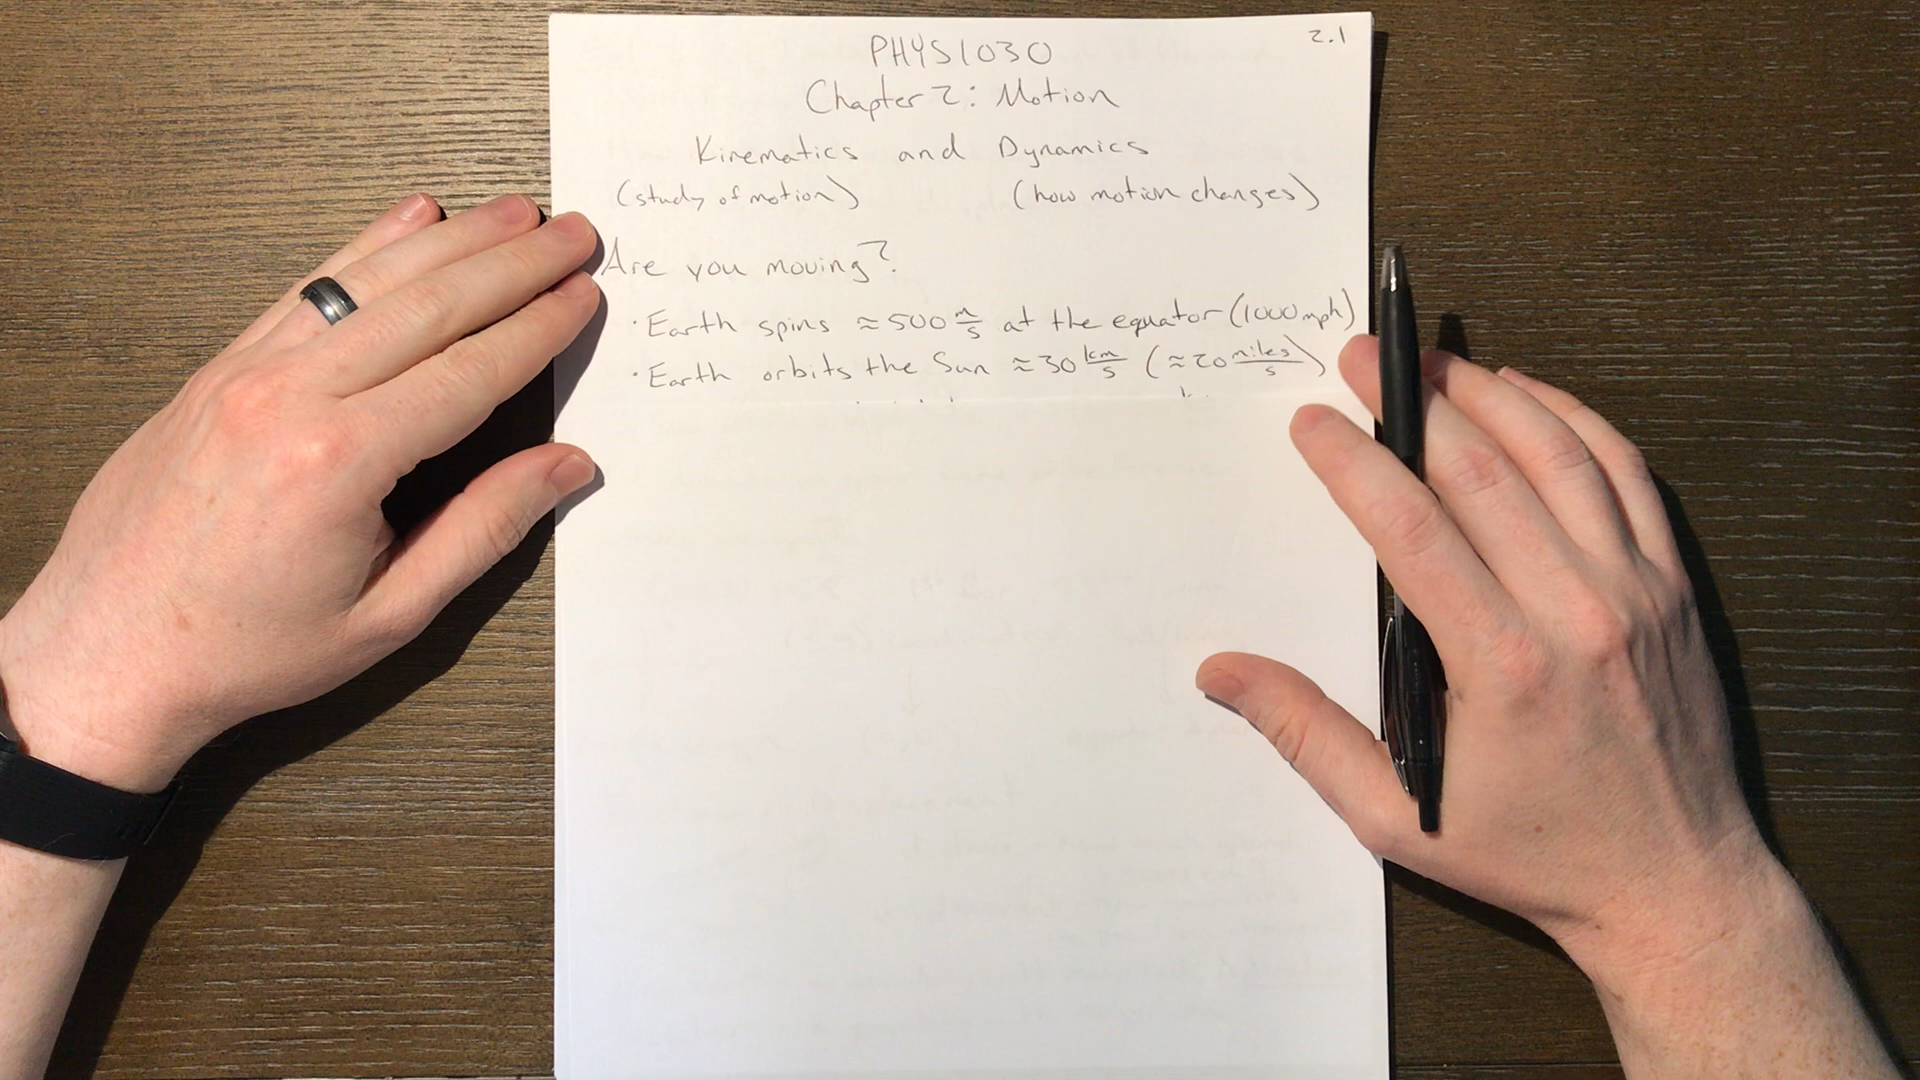 2.1
PHYS1030
Chapter 2: Motion
Kinematics and Dynamics
(study of motion) (how motion changes)
Are you moving?
· Earth spins ≈ 500 m/s at the equator (1000 mph)
· Earth orbits the Sun ≈ 30 km/s (≈ 20 miles/s)